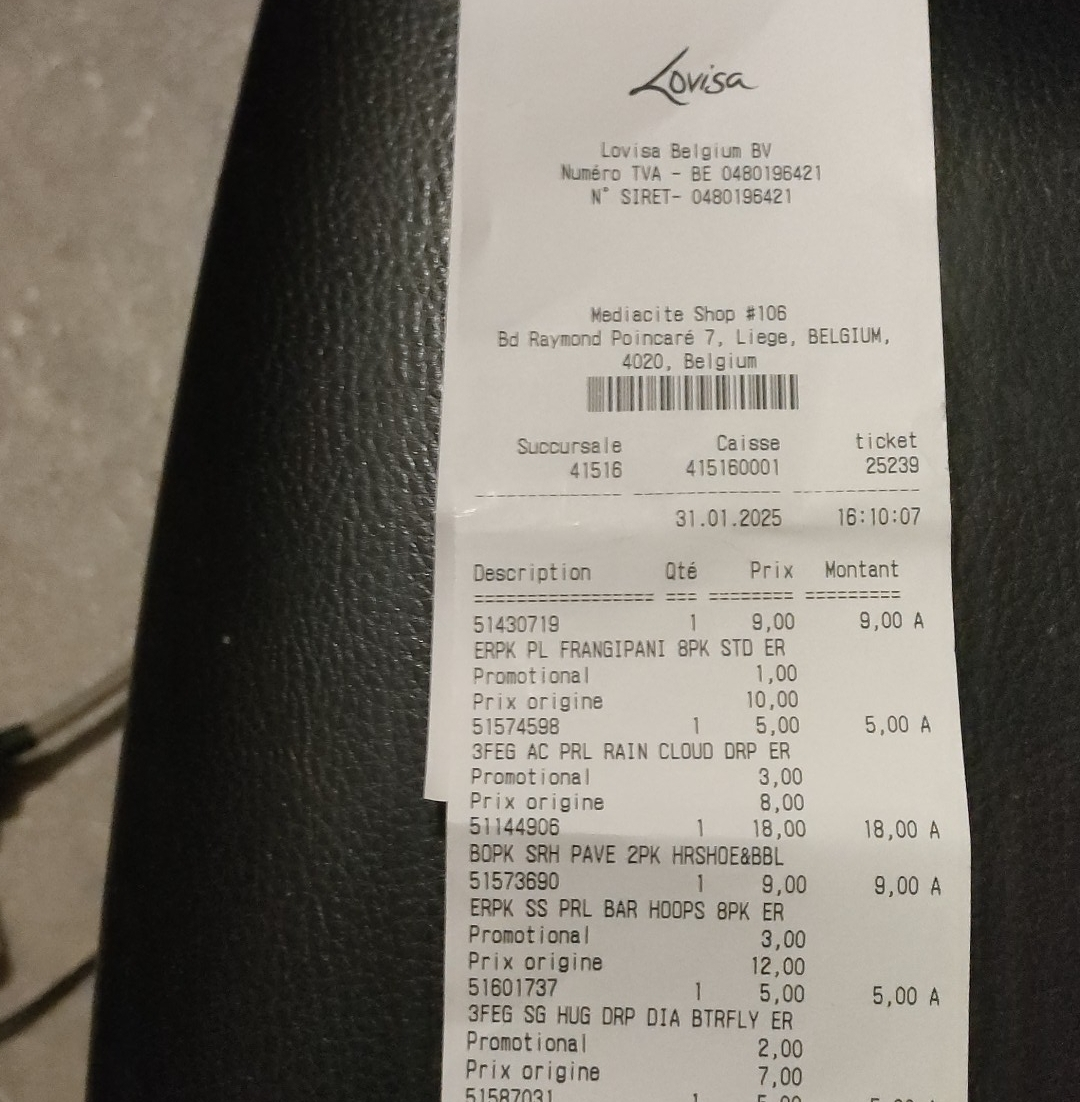 Lovisa
Lovisa Belgium BV
Numéro TVA - BE 0480196421
N° SIRET- 0480196421
Mediacite Shop #106
Bd Raymond Poincaré 7, Liege, BELGIUM,
4020, Belgium
Succursale Caisse ticket
41516 415160001 25239
31.01.2025 16:10:07
Description Qté Prix Montant
================= === ======== =========
51430719 1 9,00 9,00 A
ERPK PL FRANGIPANI 8PK STD ER
Promotional 1,00
Prix origine 10,00
51574598 1 5,00 5,00 A
3FEG AC PRL RAIN CLOUD DRP ER
Promotional 3,00
Prix origine 8,00
51144906 1 18,00 18,00 A
BOPK SRH PAVE 2PK HRSHOE&BBL
51573690 1 9,00 9,00 A
ERPK SS PRL BAR HOOPS 8PK ER
Promotional 3,00
Prix origine 12,00
51601737 1 5,00 5,00 A
3FEG SG HUG DRP DIA BTRFLY ER
Promotional 2,00
Prix origine 7,00
51587031 1